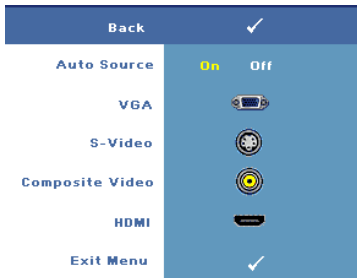 Back
Auto Source On Off
VGA
S-Video
Composite Video
HDMI
Exit Menu